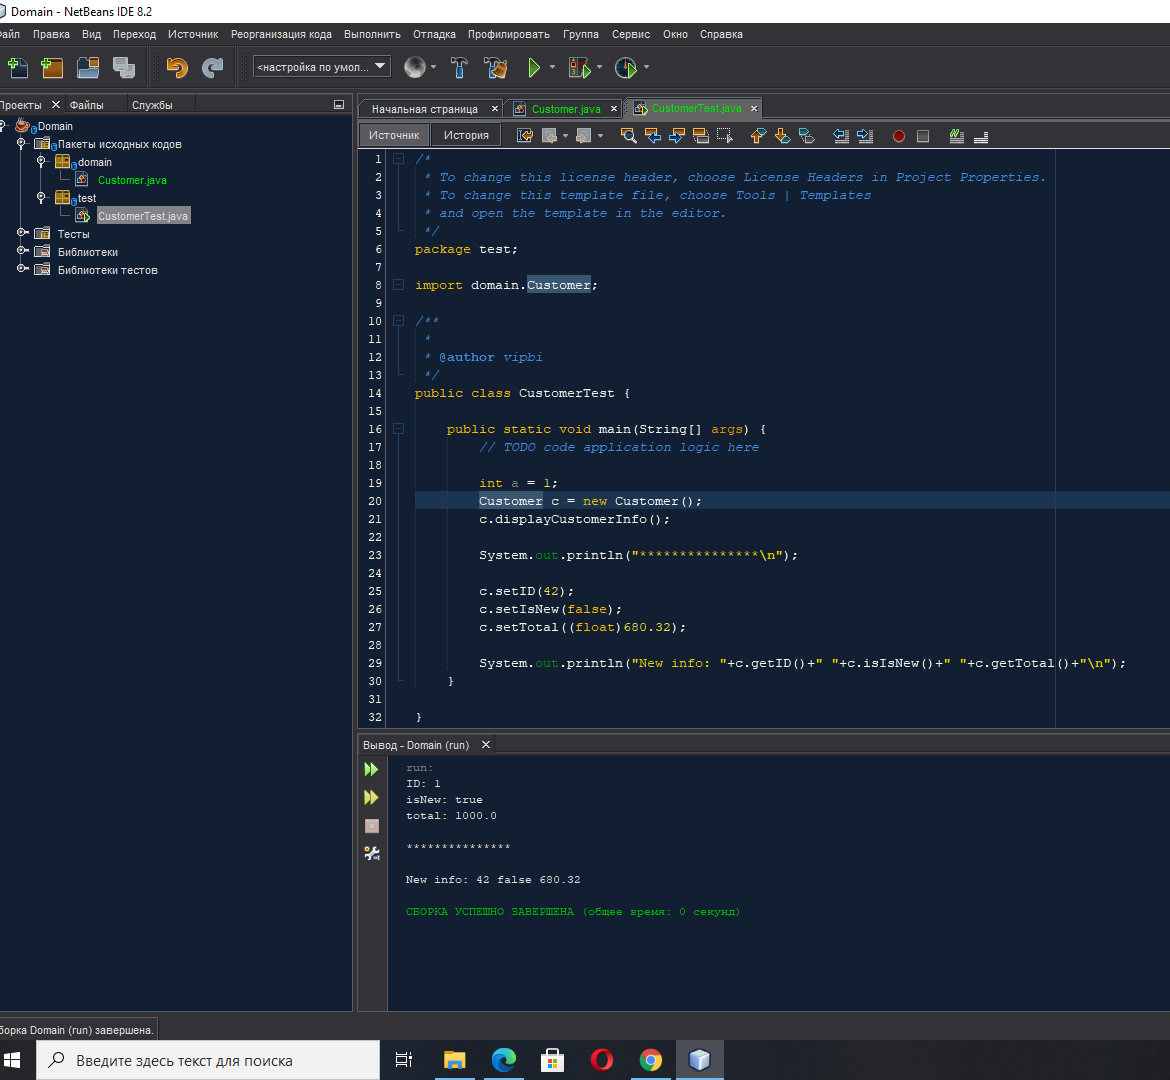 Domain - NetBeans IDE 8.2
айл Правка Вид Переход Источник Реорганизация кода Выполнить Отладка Профилировать Группа Сервис Окно Справка
<настройка по умол...
Проекты Файлы Службы
Domain
Пакеты исходных кодов
domain
Customer.java
test
CustomerTest.java
Тесты
Библиотеки
Библиотеки тестов
Начальная страница Customer.java CustomerTest.java
Источник История
1 /*
2 * To change this license header, choose License Headers in Project Properties.
3 * To change this template file, choose Tools | Templates
4 * and open the template in the editor.
5 */
6 package test;
7
8 import domain.Customer;
9
10 /**
11 *
12 * @author vipbi
13 */
14 public class CustomerTest {
15
16 public static void main(String[] args) {
17 // TODO code application logic here
18
19 int a = 1;
20 Customer c = new Customer();
21 c.displayCustomerInfo();
22
23 System.out.println("***************\n");
24
25 c.setID(42);
26 c.setIsNew(false);
27 c.setTotal((float)680.32);
28
29 System.out.println("New info: "+c.getID()+" "+c.isIsNew()+" "+c.getTotal()+"\n");
30 }
31
32 }
Вывод - Domain (run)
run:
ID: 1
isNew: true
total: 1000.0
***************
New info: 42 false 680.32
СБОРКА УСПЕШНО ЗАВЕРШЕНА (общее время: 0 секунд)
борка Domain (run) завершена.
Введите здесь текст для поиска